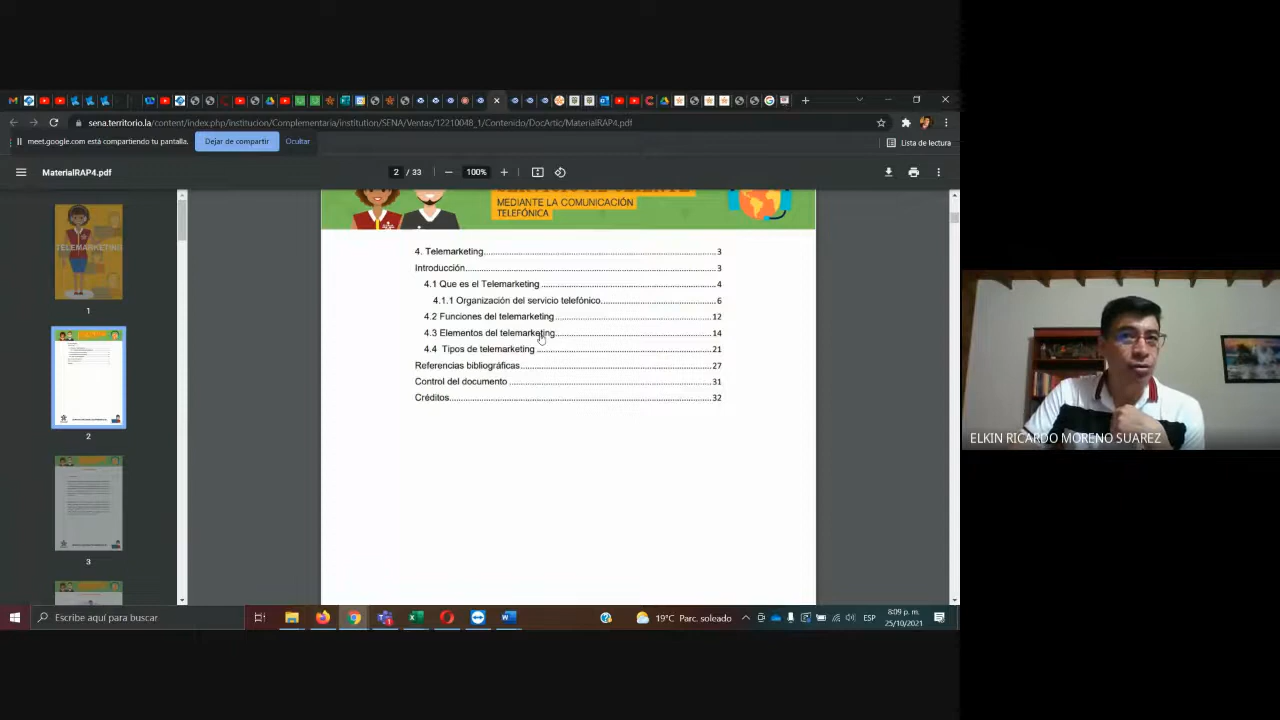 sena.territorio.la/content/index.php/institucion/Complementaria/institution/SENA/Ventas/12210048_1/Contenido/DocArtic/MaterialRAP4.pdf
meet.google.com está compartiendo tu pantalla.
Dejar de compartir
Ocultar
Lista de lectura
MaterialRAP4.pdf
2 / 33
100%
TELEMARKETING
1
2
3
MEDIANTE LA COMUNICACIÓN
TELEFÓNICA
4. Telemarketing 3
Introducción 3
4.1 Que es el Telemarketing 4
4.1.1 Organización del servicio telefónico 6
4.2 Funciones del telemarketing 12
4.3 Elementos del telemarketing 14
4.4 Tipos de telemarketing 21
Referencias bibliográficas 27
Control del documento 31
Créditos 32
ELKIN RICARDO MORENO SUAREZ
Escribe aquí para buscar
19°C Parc. soleado
ESP
8:09 p. m.
25/10/2021